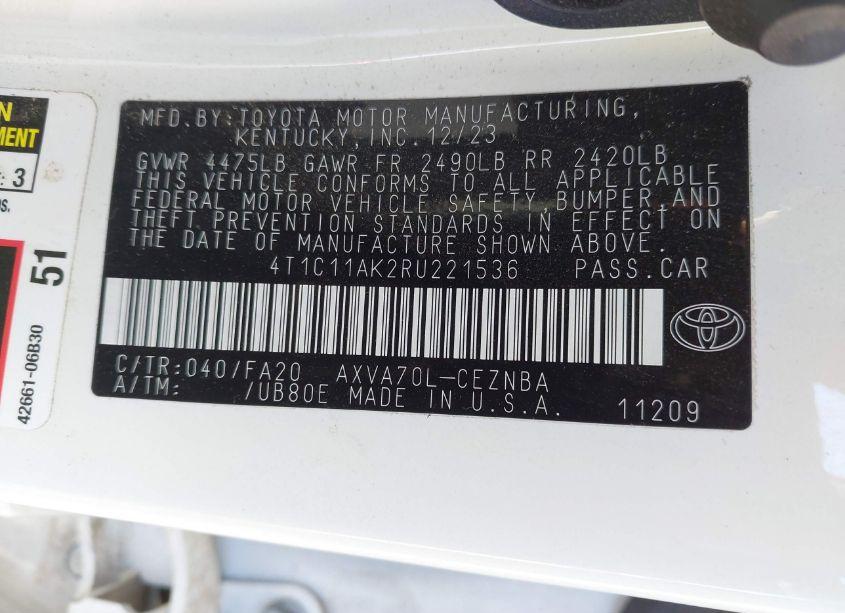 MFD.BY:TOYOTA MOTOR MANUFACTURING,
KENTUCKY,INC.12/23
GVWR 4475LB GAWR FR 2490LB RR 2420LB
THIS VEHICLE CONFORMS TO ALL APPLICABLE
FEDERAL MOTOR VEHICLE SAFETY,BUMPER,AND
THEFT PREVENTION STANDARDS IN EFFECT ON
THE DATE OF MANUFACTURE SHOWN ABOVE.
4T1C11AK2RU221536 PASS.CAR
C/TR:040/FA20 AXVA70L-CEZNBA
A/TM: /UB80E MADE IN U.S.A. 11209
51
42661-06B30
3